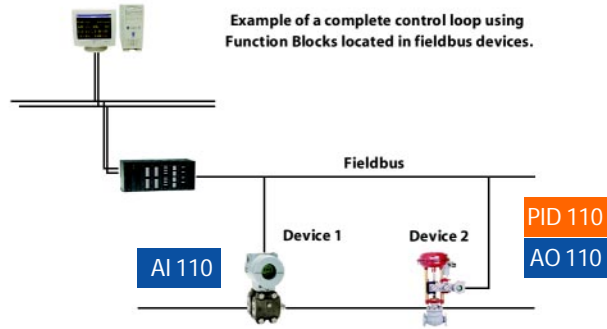 Example of a complete control loop using
Function Blocks located in fieldbus devices.
Fieldbus
Device 1
Device 2
PID 110
AI 110
AO 110